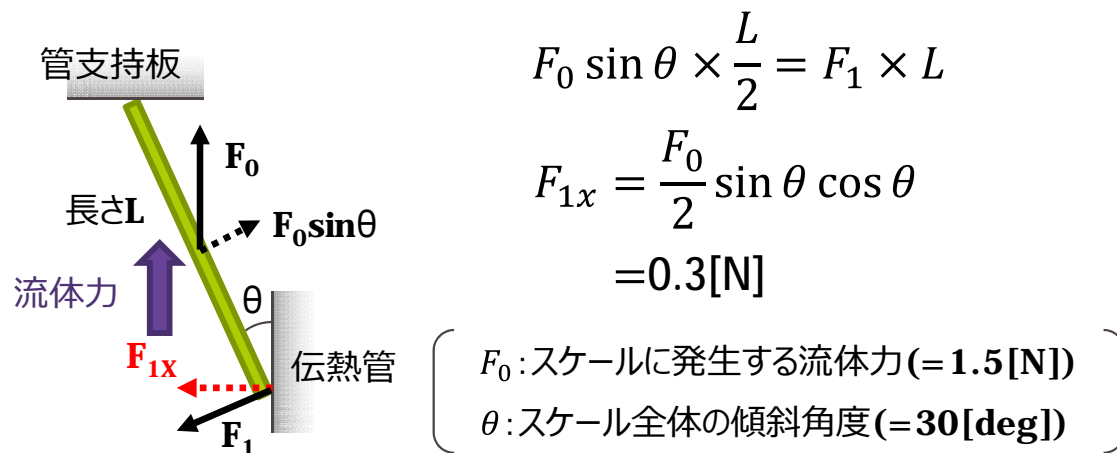 管支持板
F₀
長さL
F₀sinθ
流体力
θ
F₁ₓ
伝熱管
F₁
F₀ sin θ × L/2 = F₁ × L
F₁ₓ = F₀/2 sin θ cos θ
=0.3[N]
F₀:スケールに発生する流体力(=1.5[N])
θ:スケール全体の傾斜角度(=30[deg])